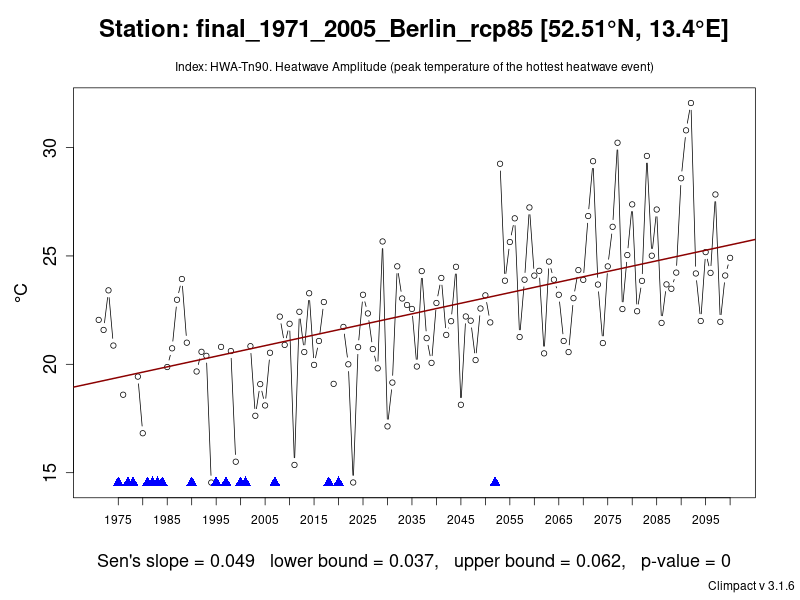 Station: final_1971_2005_Berlin_rcp85 [52.51°N, 13.4°E]
Index: HWA-Tn90. Heatwave Amplitude (peak temperature of the hottest heatwave event)
°C
30
25
20
15
1975 1985 1995 2005 2015 2025 2035 2045 2055 2065 2075 2085 2095
Sen's slope = 0.049 lower bound = 0.037, upper bound = 0.062, p-value = 0
Climpact v 3.1.6